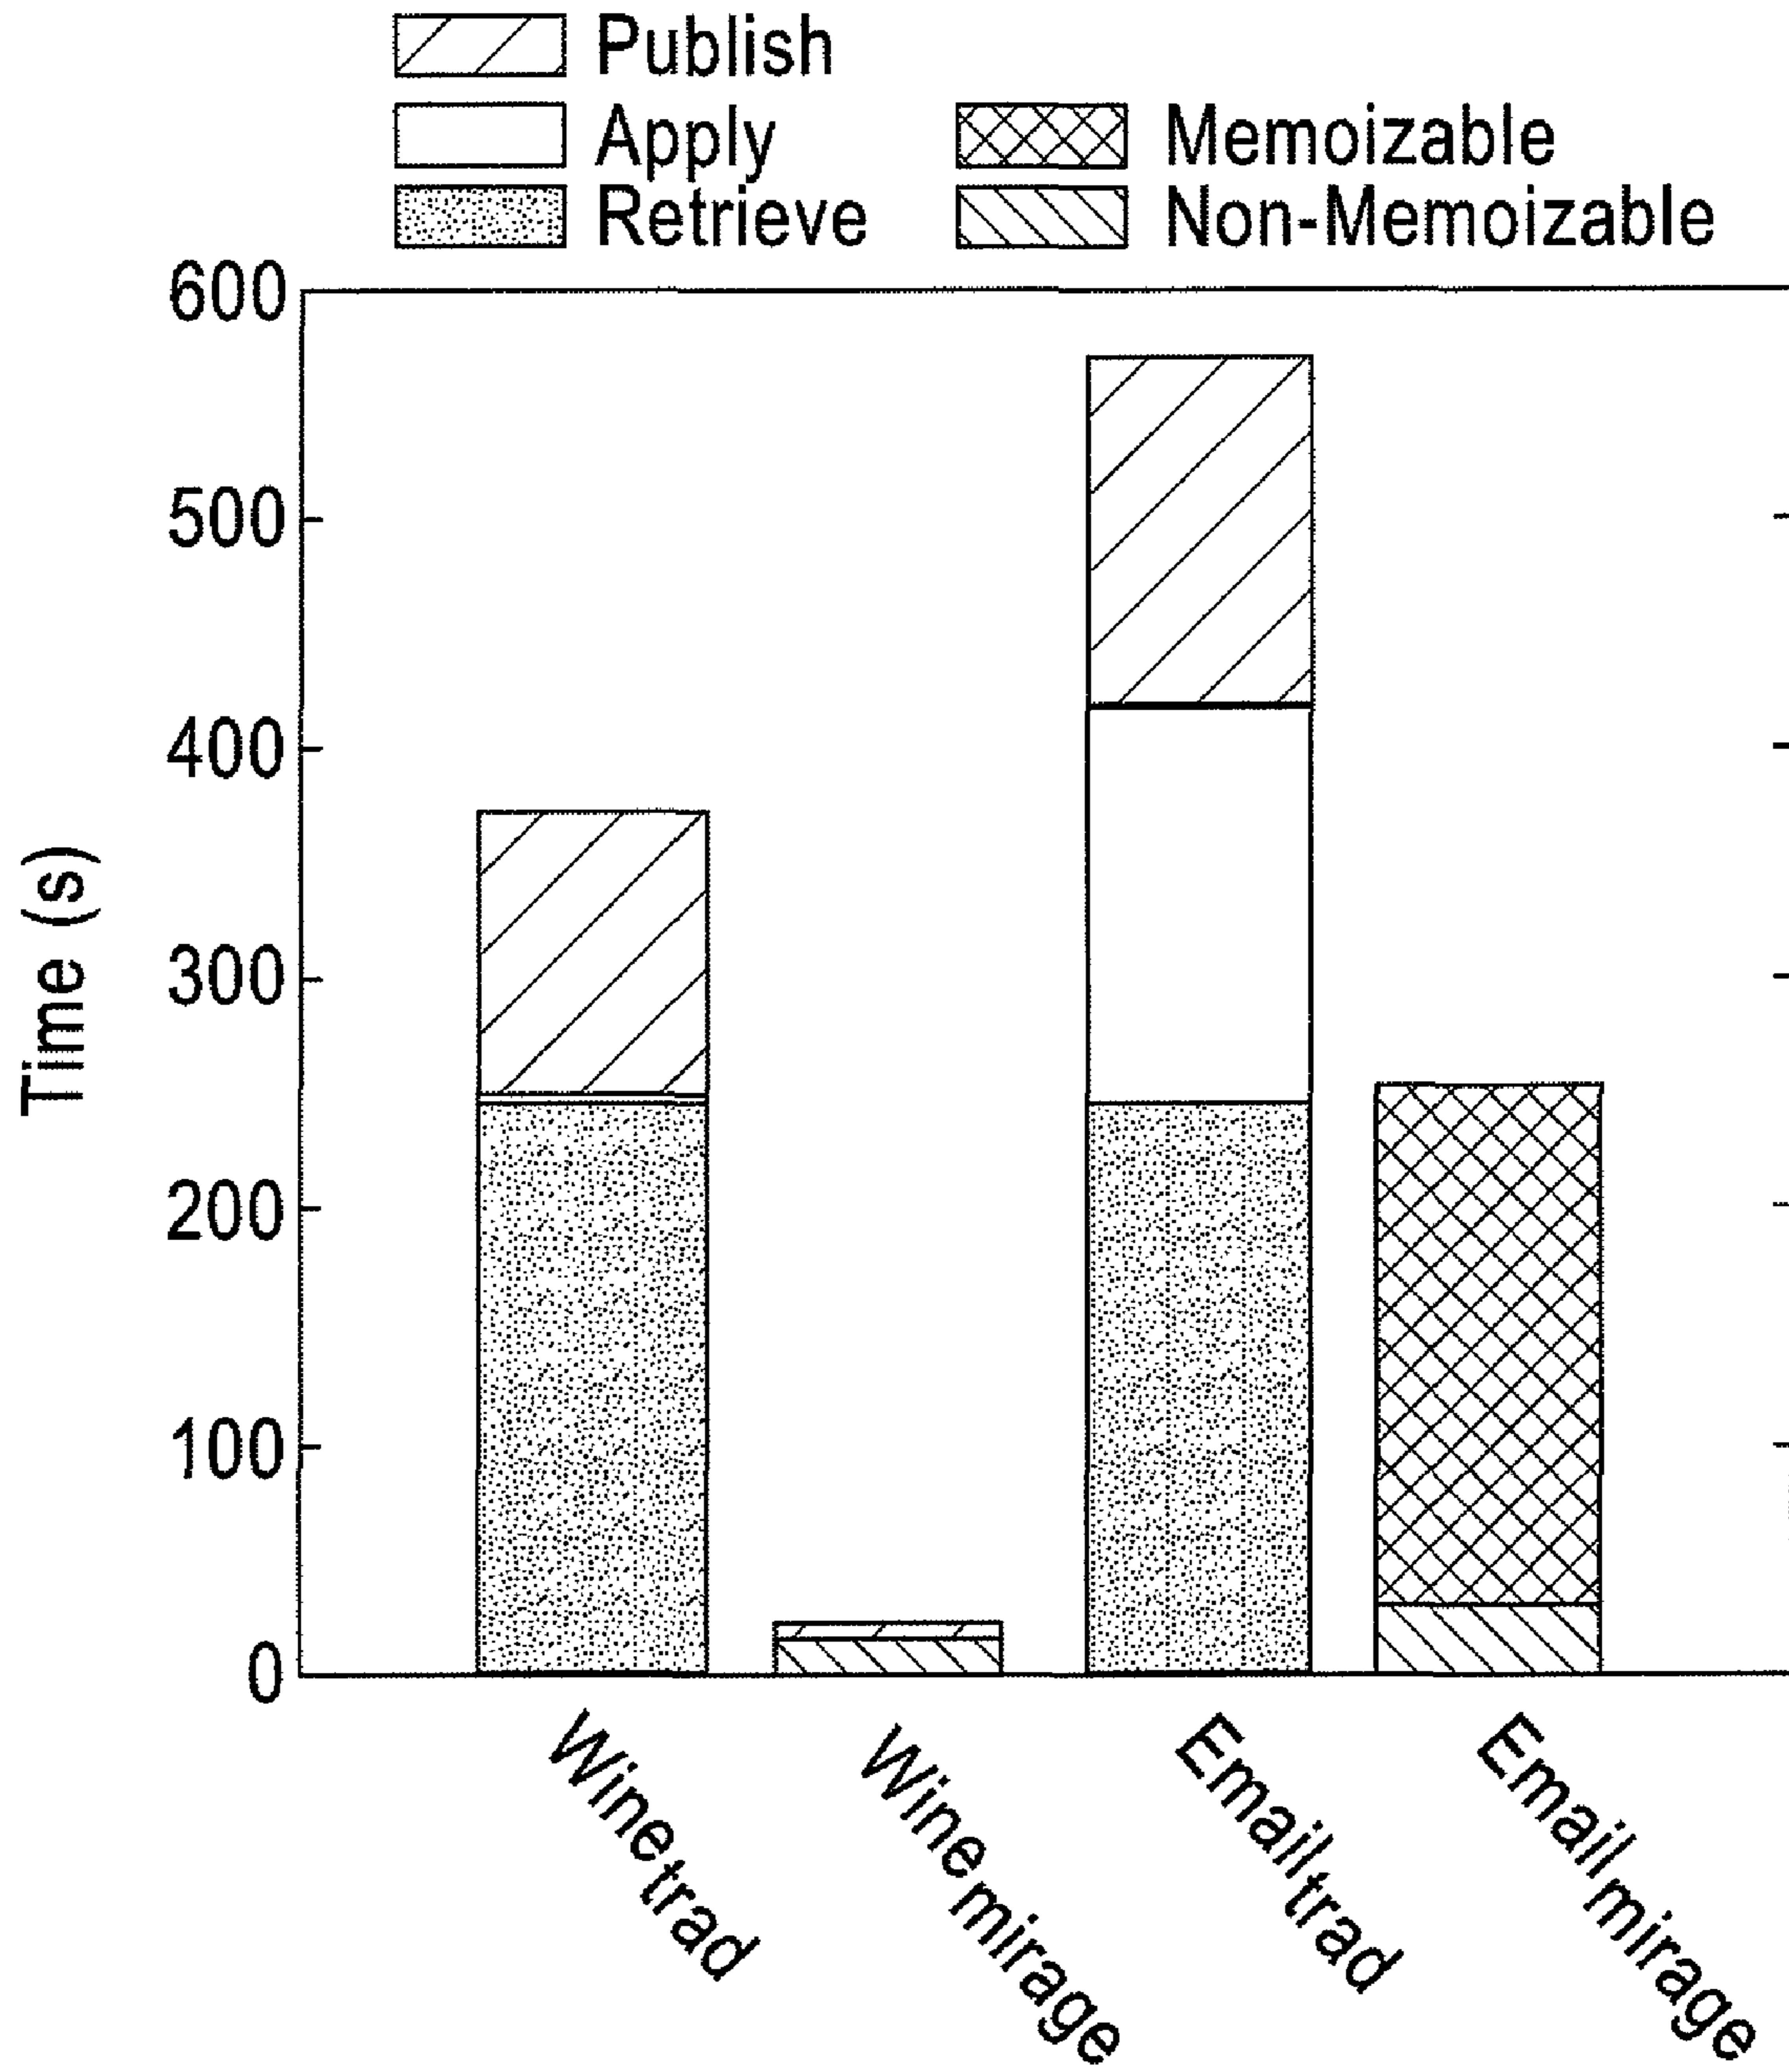 Publish
Apply
Retrieve
Memoizable
Non-Memoizable
600
500
400
300
200
100
0
Time (s)
Wine trad
Wine mirage
Email trad
Email mirage